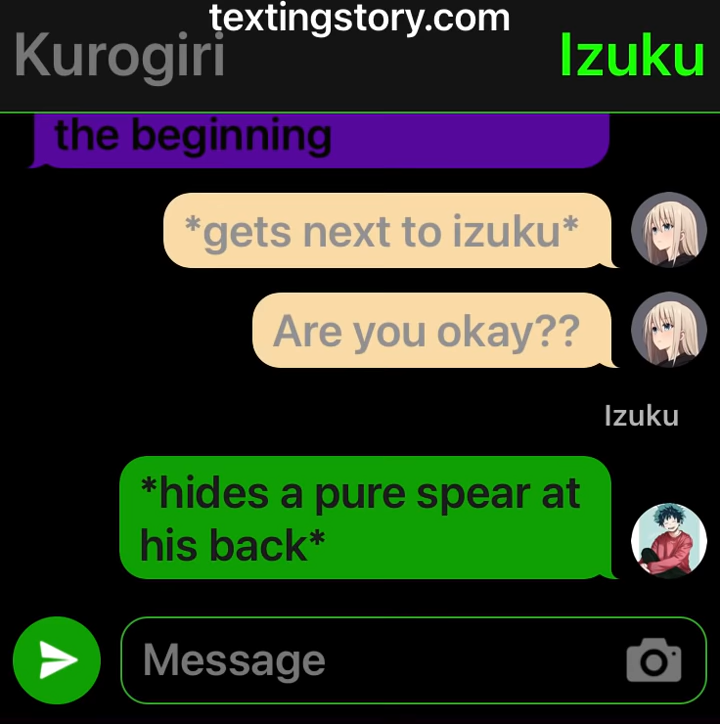 textingstory.com
Kurogiri
Izuku
the beginning
*gets next to izuku*
Are you okay??
Izuku
*hides a pure spear at
his back*
Message